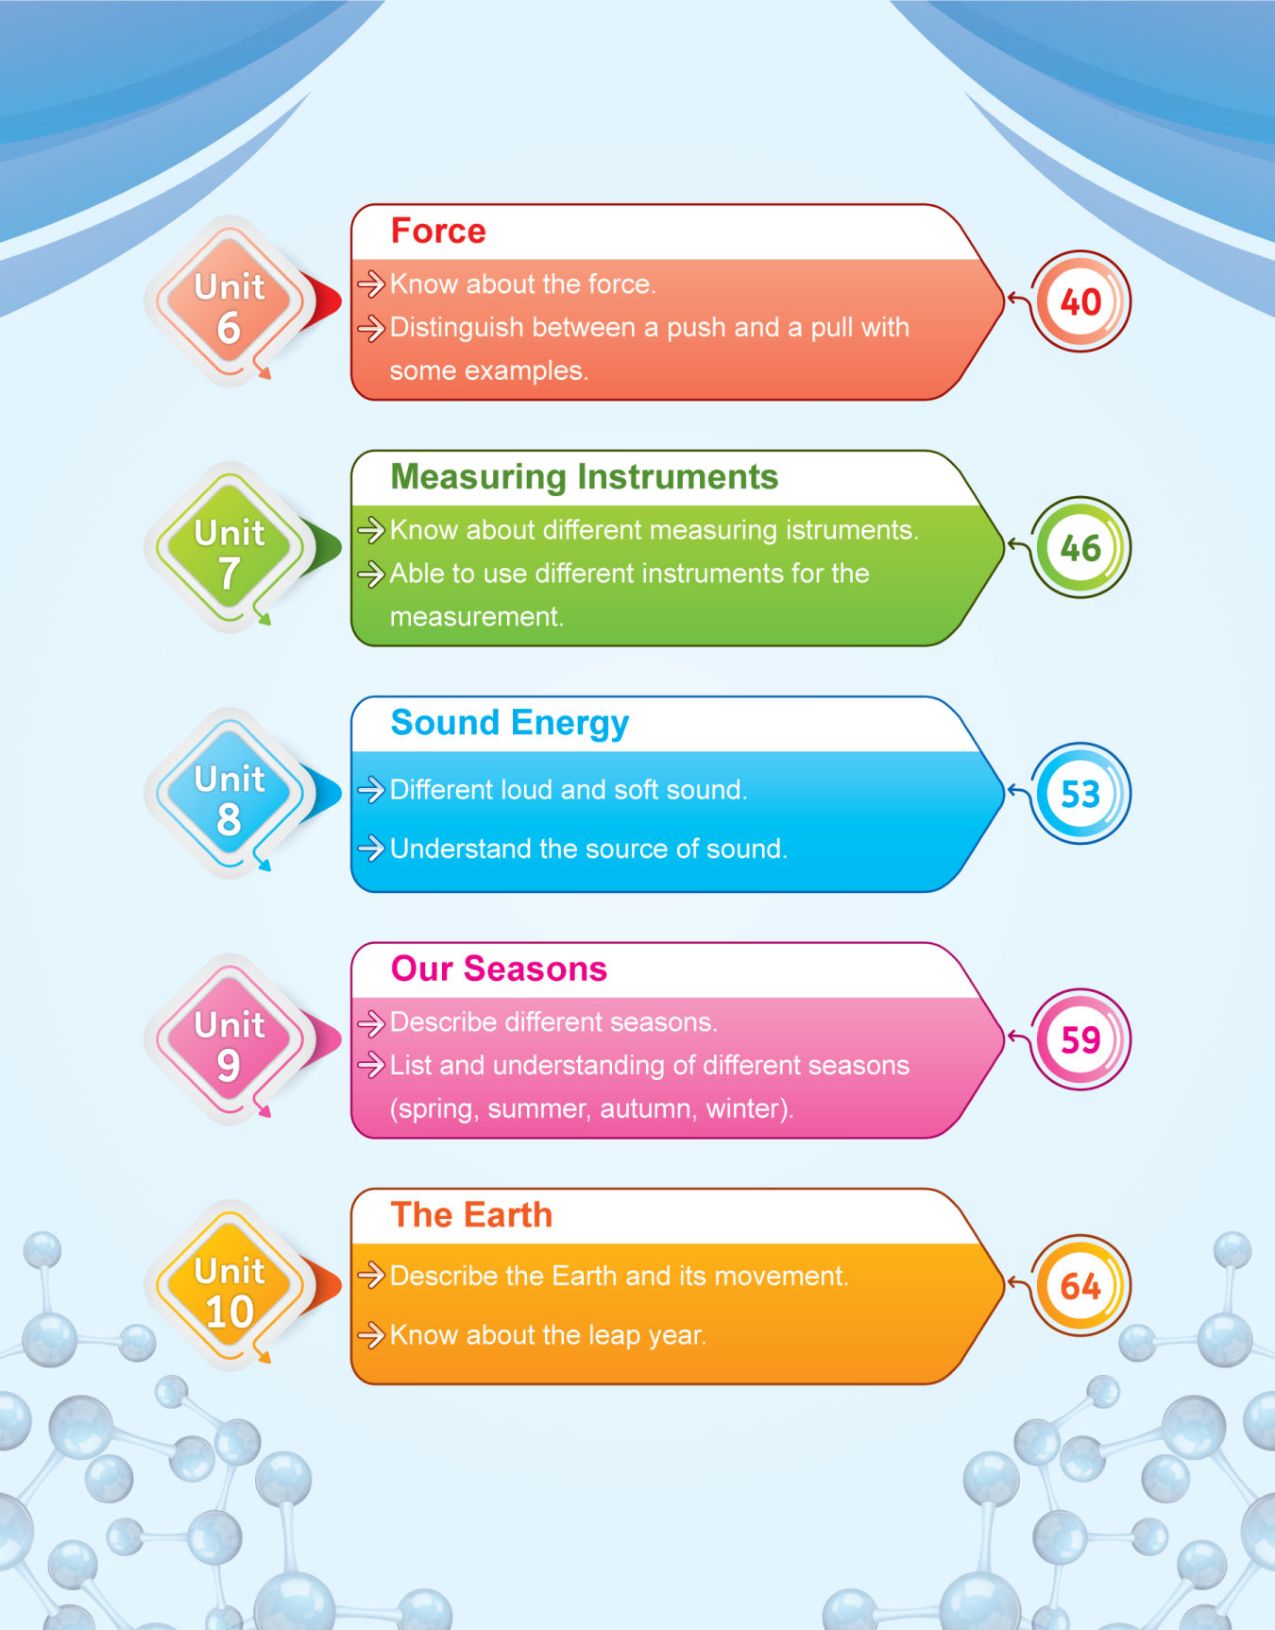 Unit
6
Force
Know about the force.
Distinguish between a push and a pull with
some examples.
40
Unit
7
Measuring Instruments
Know about different measuring istruments.
Able to use different instruments for the
measurement.
46
Unit
8
Sound Energy
Different loud and soft sound.
Understand the source of sound.
53
Unit
9
Our Seasons
Describe different seasons.
List and understanding of different seasons
(spring, summer, autumn, winter).
59
Unit
10
The Earth
Describe the Earth and its movement.
Know about the leap year.
64